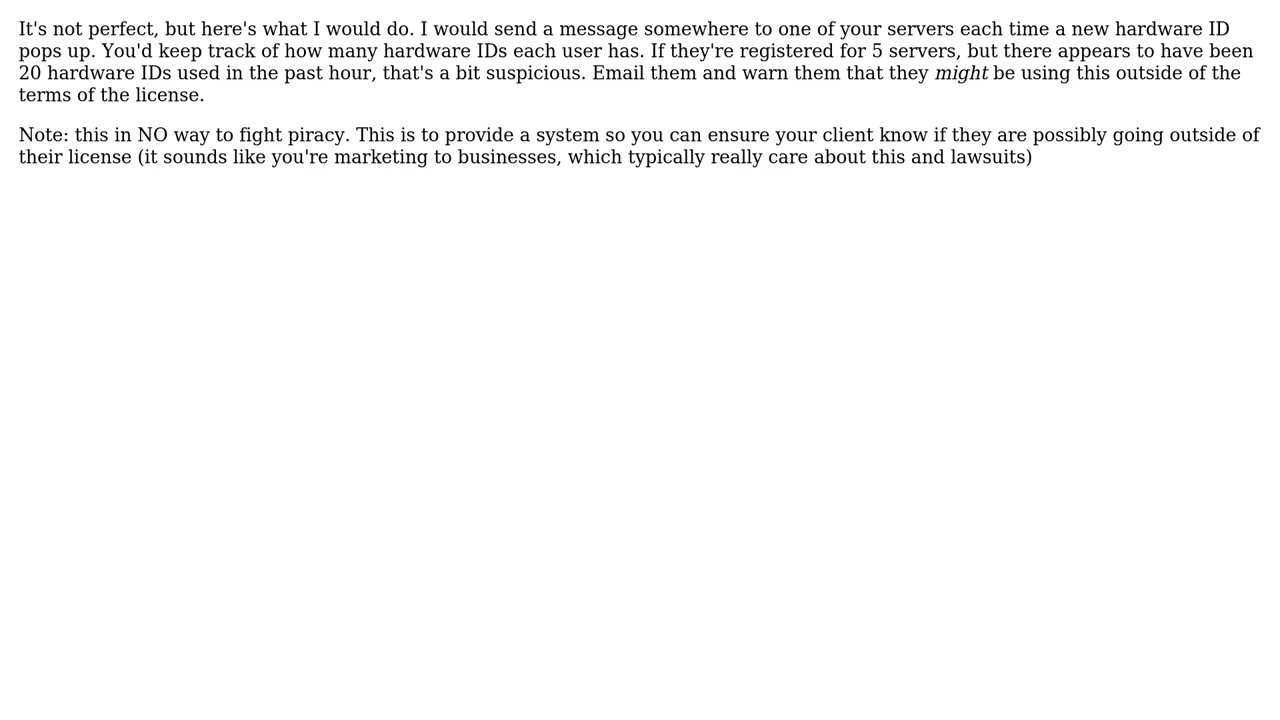 It's not perfect, but here's what I would do. I would send a message somewhere to one of your servers each time a new hardware ID
pops up. You'd keep track of how many hardware IDs each user has. If they're registered for 5 servers, but there appears to have been
20 hardware IDs used in the past hour, that's a bit suspicious. Email them and warn them that they might be using this outside of the
terms of the license.
Note: this in NO way to fight piracy. This is to provide a system so you can ensure your client know if they are possibly going outside of
their license (it sounds like you're marketing to businesses, which typically really care about this and lawsuits)